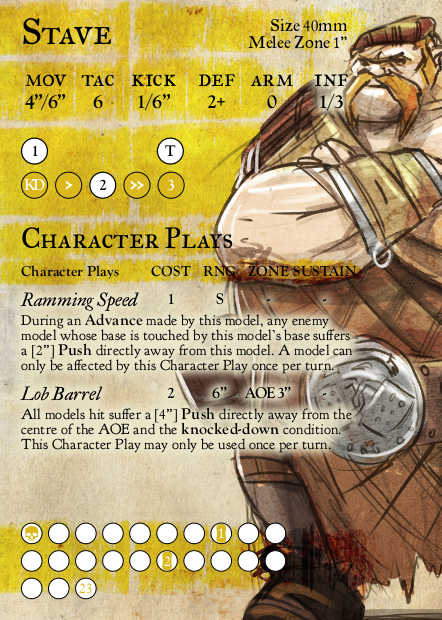 Stave
Size 40mm
Melee Zone 1"
MOV TAC KICK DEF ARM INF
4"/6" 6 1/6" 2+ 0 1/3
1 T
KD > 2 >> 3
Character Plays
Character Plays COST RNG ZONE SUSTAIN
Ramming Speed 1 S - -
During an Advance made by this model, any enemy
model whose base is touched by this model's base suffers
a [2"] Push directly away from this model. A model can
only be affected by this Character Play once per turn.
Lob Barrel 2 6" AOE 3" -
All models hit suffer a [4"] Push directly away from the
centre of the AOE and the knocked-down condition.
This Character Play may only be used once per turn.
1
2
23